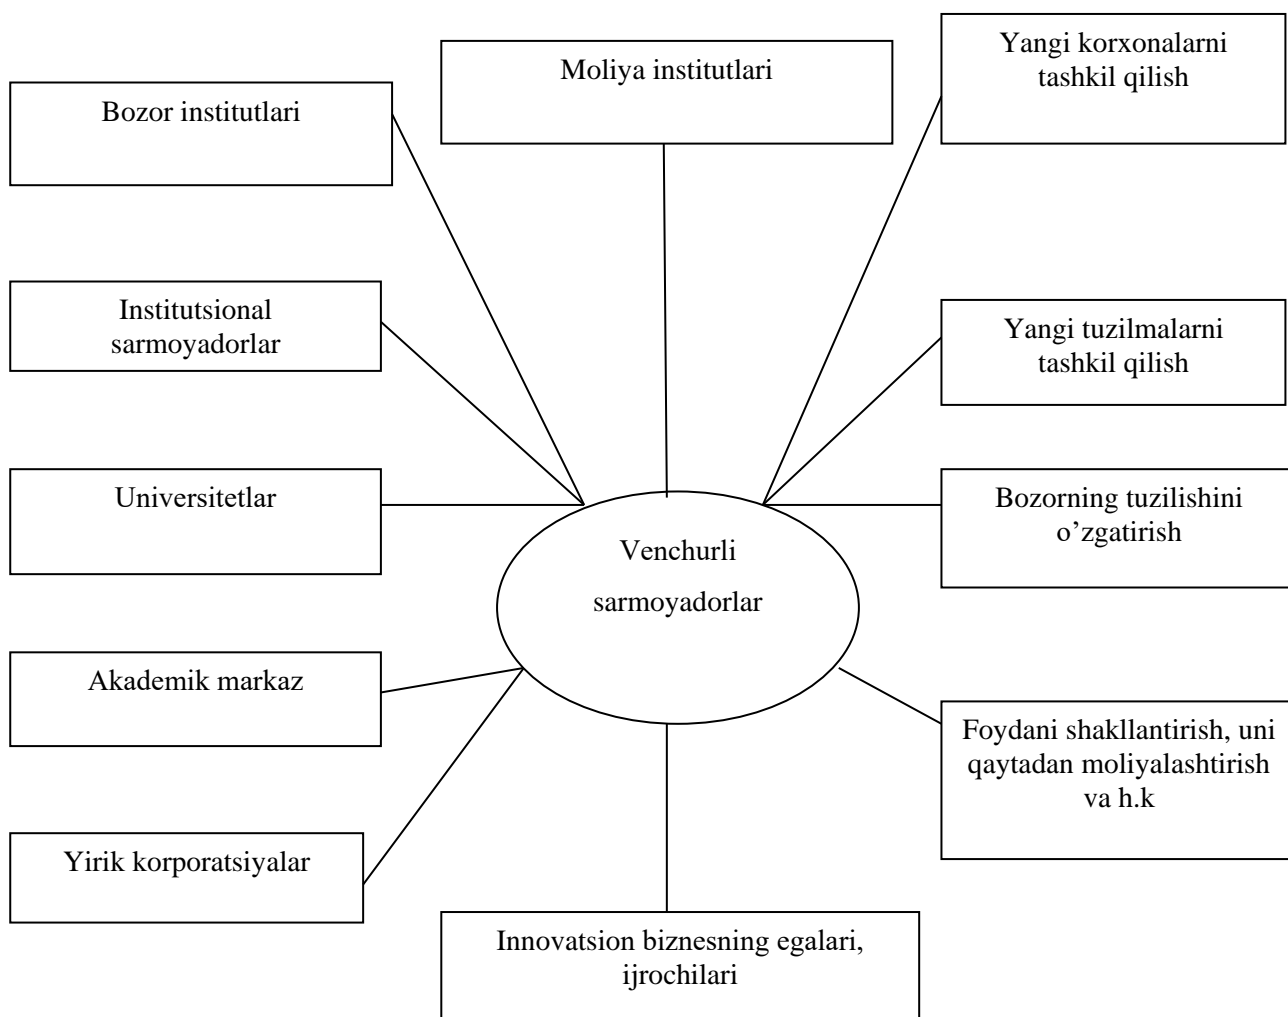 Moliya institutlari
Yangi korxonalarni
tashkil qilish
Bozor institutlari
Institutsional
sarmoyadorlar
Yangi tuzilmalarni
tashkil qilish
Universitetlar
Bozorning tuzilishini
o’zgatirish
Venchurli
sarmoyadorlar
Akademik markaz
Foydani shakllantirish, uni
qaytadan moliyalashtirish
va h.k
Yirik korporatsiyalar
Innovatsion biznesning egalari,
ijrochilari